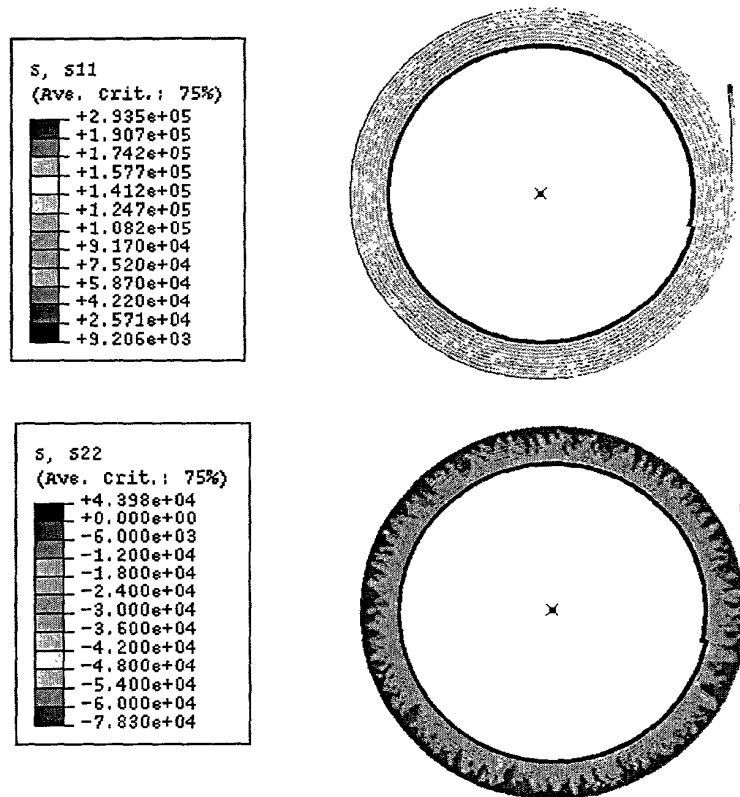 S, S11
(Ave. Crit.: 75%)
+2.935e+05
+1.907e+05
+1.742e+05
+1.577e+05
+1.412e+05
+1.247e+05
+1.082e+05
+9.170e+04
+7.520e+04
+5.870e+04
+4.220e+04
+2.571e+04
+9.206e+03
S, S22
(Ave. Crit.: 75%)
+4.398e+04
+0.000e+00
-6.000e+03
-1.200e+04
-1.800e+04
-2.400e+04
-3.000e+04
-3.600e+04
-4.200e+04
-4.800e+04
-5.400e+04
-6.000e+04
-7.830e+04